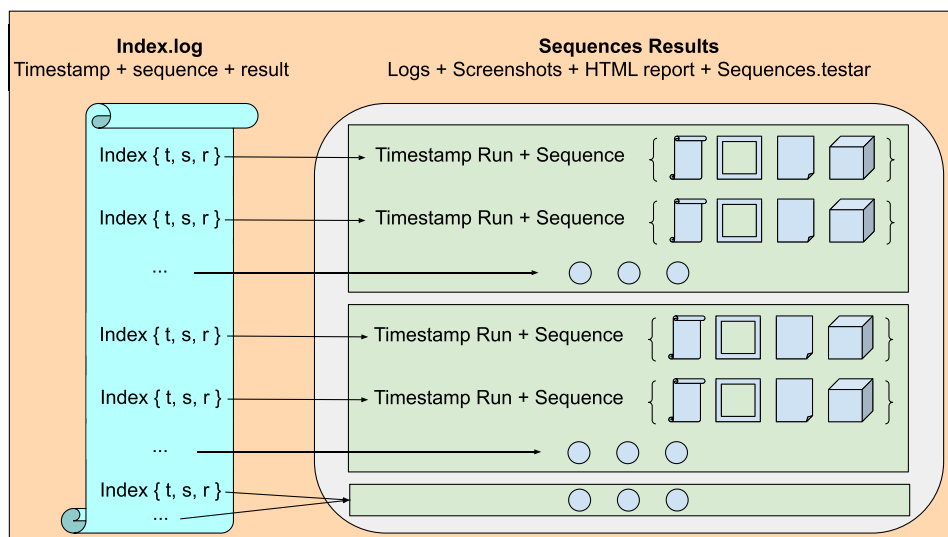 Index.log
Timestamp + sequence + result
Sequences Results
Logs + Screenshots + HTML report + Sequences.testar
Index { t, s, r }
Timestamp Run + Sequence
Index { t, s, r }
Timestamp Run + Sequence
...
Index { t, s, r }
Timestamp Run + Sequence
Index { t, s, r }
Timestamp Run + Sequence
...
Index { t, s, r }
...